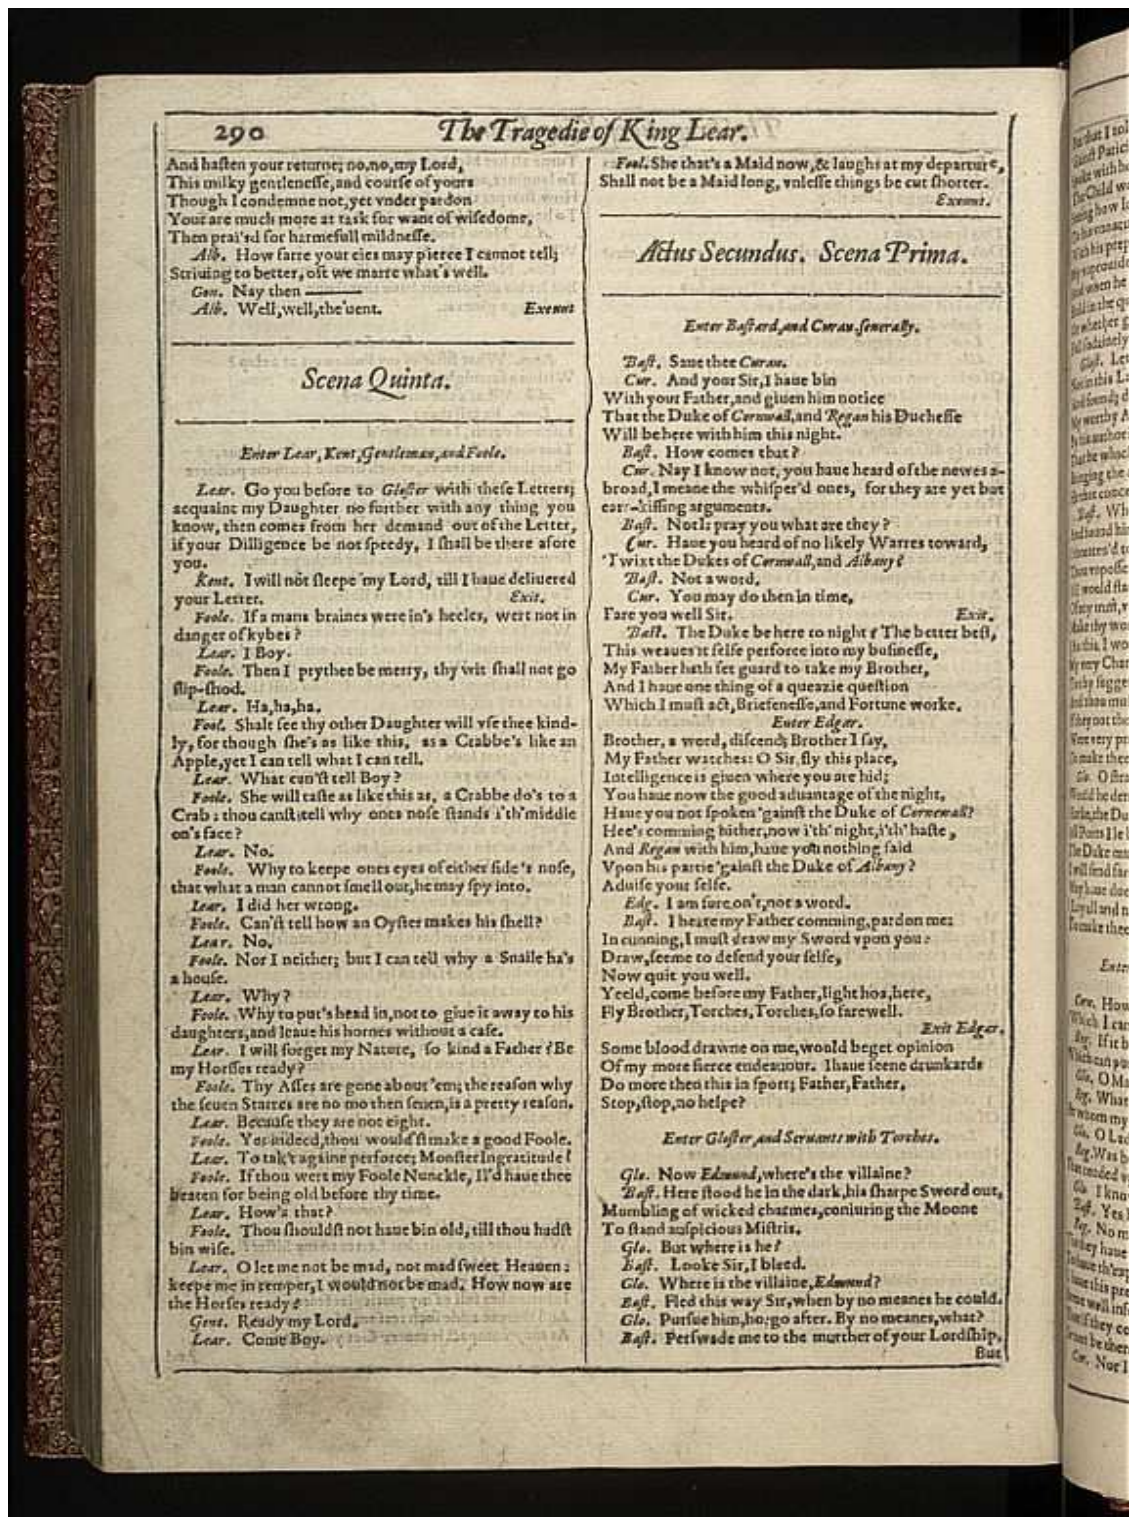 290
The Tragedie of King Lear.
And hasten your returne; no, no, my Lord,
This milky gentlenesse, and course of yours
Though I condemne not, yet vnder pardon
Your are much more at task for want of wisedome,
Then prai'sd for harmefull mildnesse.
Alb. How farre your eies may pierce I cannot tell;
Striuing to better, oft we marre what's well.
Gon. Nay then ———
Alb. Well, well, the'uent. Exeunt
Scena Quinta.
Enter Lear, Kent, Gentleman, and Foole.
Lear. Go you before to Gloster with these Letters;
acquaint my Daughter no further with any thing you
know, then comes from her demand out of the Letter,
if your Dilligence be not speedy, I shall be there afore
you.
Kent. I will not sleepe my Lord, till I haue deliuered
your Letter. Exit.
Foole. If a mans braines were in's heeles, wert not in
danger of kybes?
Lear. I Boy.
Foole. Then I prythee be merry, thy wit shall not go
slip-shod.
Lear. Ha, ha, ha.
Fool. Shalt see thy other Daughter will vse thee kind-
ly, for though she's as like this, as a Crabbe's like an
Apple, yet I can tell what I can tell.
Lear. What can'st tell Boy?
Foole. She will taste as like this as, a Crabbe do's to a
Crab: thou canst, tell why ones nose stands i'th'middle
on's face?
Lear. No.
Foole. Why to keepe ones eyes of either side 's nose,
that what a man cannot smell out, he may spy into.
Lear. I did her wrong.
Foole. Can'st tell how an Oyster makes his shell?
Lear. No.
Foole. Nor I neither; but I can tell why a Snaile ha's
a house.
Lear. Why?
Foole. Why to put's head in, not to giue it away to his
daughters, and leaue his hornes without a case.
Lear. I will forget my Nature, so kind a Father? Be
my Horsses ready?
Foole. Thy Asses are gone about 'em; the reason why
the seuen Starres are no mo then seuen, is a pretty reason.
Lear. Because they are not eight.
Foole. Yes indeed, thou would'st make a good Foole.
Lear. To tak't againe perforce; Monster Ingratitude!
Foole. If thou wert my Foole Nunckle, Il'd haue thee
beaten for being old before thy time.
Lear. How's that?
Foole. Thou shouldst not haue bin old, till thou hadst
bin wise.
Lear. O let me not be mad, not mad sweet Heauen:
keepe me in temper, I would not be mad. How now are
the Horses ready?
Gent. Ready my Lord.
Lear. Come Boy.
Fool. She that's a Maid now, & laughs at my departure,
Shall not be a Maid long, vnlesse things be cut shorter.
Exeunt.
Actus Secundus. Scena Prima.
Enter Bastard, and Curan, seuerally.
Bast. Saue thee Curan.
Cur. And your Sir, I haue bin
With your Father, and giuen him notice
That the Duke of Cornwall, and Regan his Duchesse
Will be here with him this night.
Bast. How comes that?
Cur. Nay I know not, you haue heard of the newes a-
broad, I meane the whisper'd ones, for they are yet but
ear-kissing arguments.
Bast. Not I: pray you what are they?
Cur. Haue you heard of no likely Warres toward,
'Twixt the Dukes of Cornwall, and Albany?
Bast. Not a word.
Cur. You may do then in time,
Fare you well Sir. Exit.
Bast. The Duke be here to night? The better best,
This weaues it selfe perforce into my businesse,
My Father hath set guard to take my Brother,
And I haue one thing of a queazie question
Which I must act, Briefenesse, and Fortune worke.
Enter Edgar.
Brother, a word, discend; Brother I say,
My Father watches: O Sir, fly this place,
Intelligence is giuen where you are hid;
You haue now the good aduantage of the night,
Haue you not spoken 'gainst the Duke of Cornewall?
Hee's comming hither, now i'th' night, i'th' haste,
And Regan with him, haue you nothing said
Vpon his partie 'gainst the Duke of Albany?
Aduise your selfe.
Edg. I am sure on't, not a word.
Bast. I heare my Father comming, pardon me:
In cunning, I must draw my Sword vpon you:
Draw, seeme to defend your selfe,
Now quit you well.
Yeeld, come before my Father, light hoa, here,
Fly Brother, Torches, Torches, so farewell.
Exit Edgar.
Some blood drawne on me, would beget opinion
Of my more fierce endeauour. I haue seene drunkards
Do more then this in sport; Father, Father,
Stop, stop, no helpe?
Enter Gloster, and Seruants with Torches.
Glo. Now Edmund, where's the villaine?
Bast. Here stood he in the dark, his sharpe Sword out,
Mumbling of wicked charmes, coniuring the Moone
To stand auspicious Mistris.
Glo. But where is he?
Bast. Looke Sir, I bleed.
Glo. Where is the villaine, Edmund?
Bast. Fled this way Sir, when by no meanes he could.
Glo. Pursue him, ho: go after. By no meanes, what?
Bast. Perswade me to the murther of your Lordship,
But